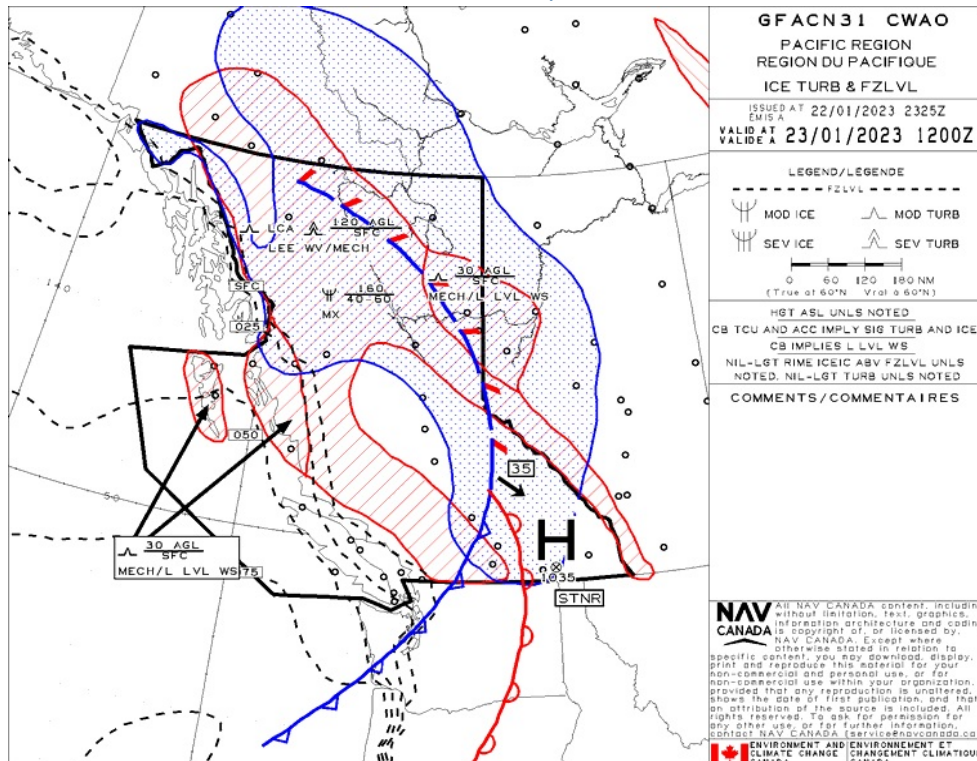 GFACN31 CWAO
PACIFIC REGION
REGION DU PACIFIQUE
ICE TURB & FZLVL
ISSUED AT 22/01/2023 2325Z
EMIS A
VALID AT 23/01/2023 1200Z
VALIDE A
LEGEND/LEGENDE
FZLVL
MOD ICE
MOD TURB
SEV ICE
SEV TURB
0 60 120 180 NM
(True at 60°N Vrai à 60°N)
HGT ASL UNLS NOTED
CB TCU AND ACC IMPLY SIG TURB AND ICE
CB IMPLIES L LVL WS
NIL-LGT RIME ICEIC ABV FZLVL UNLS
NOTED. NIL-LGT TURB UNLS NOTED
COMMENTS/COMMENTAIRES
LCA
120 AGL
SFC
LEE WV/MECH
30 AGL
SFC
MECH/L LVL WS
160
40-60
MX
SFC
025
140
050
35
50
30 AGL
SFC
MECH/L LVL WS
75
H
1035
STNR
NAV
CANADA
All NAV CANADA content, includin
without limitation, text, graphics,
information architecture and codin
is copyright of, or licensed by,
NAV CANADA. Except where
otherwise stated in relation to
specific content, you may download, display,
print and reproduce this material for your
non-commercial and personal use, or for
non-commercial use within your organization,
provided that any reproduction is unaltered,
shows the date of first publication, and that
an attribution of the source is included. All
rights reserved. To ask for permission for
any other use, or for further information,
contact NAV CANADA (service@navcanada.ca
ENVIRONMENT AND
CLIMATE CHANGE
CANADA
ENVIRONNEMENT ET
CHANGEMENT CLIMATIQU
CANADA